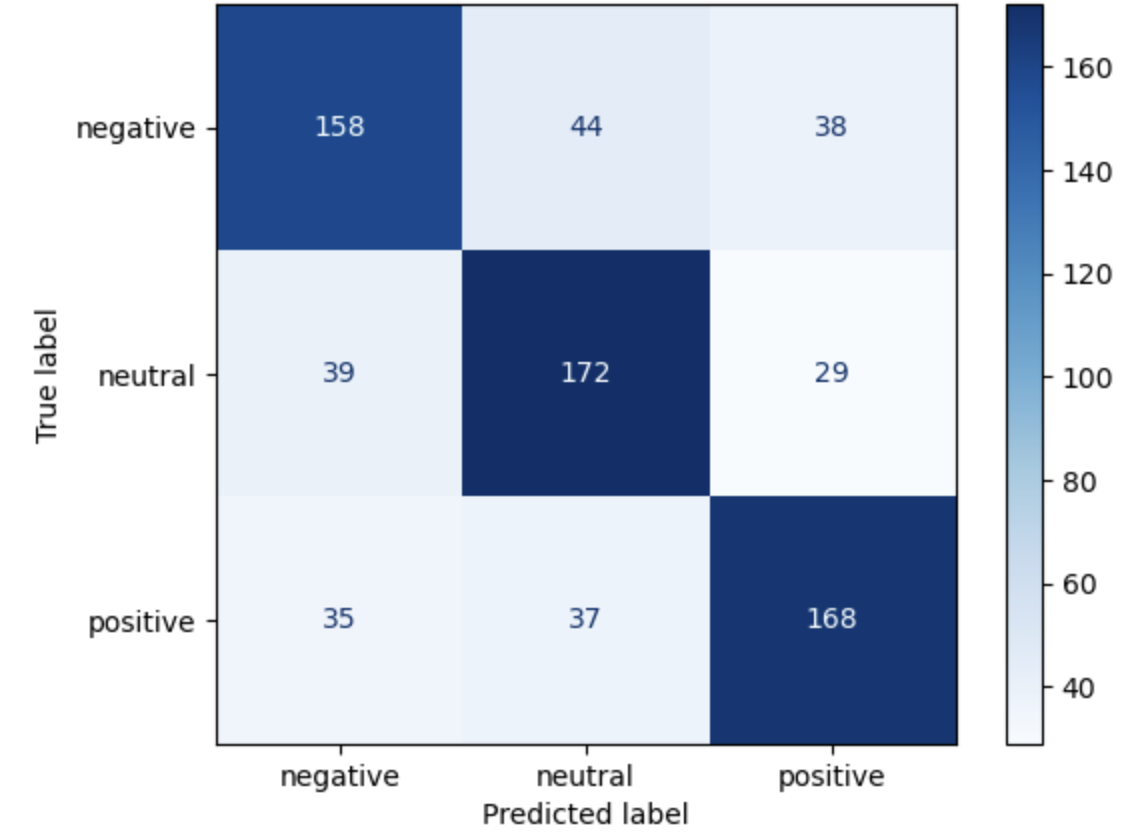 negative 158 44 38
neutral 39 172 29
positive 35 37 168
negative neutral positive
Predicted label
True label
160
140
120
100
80
60
40